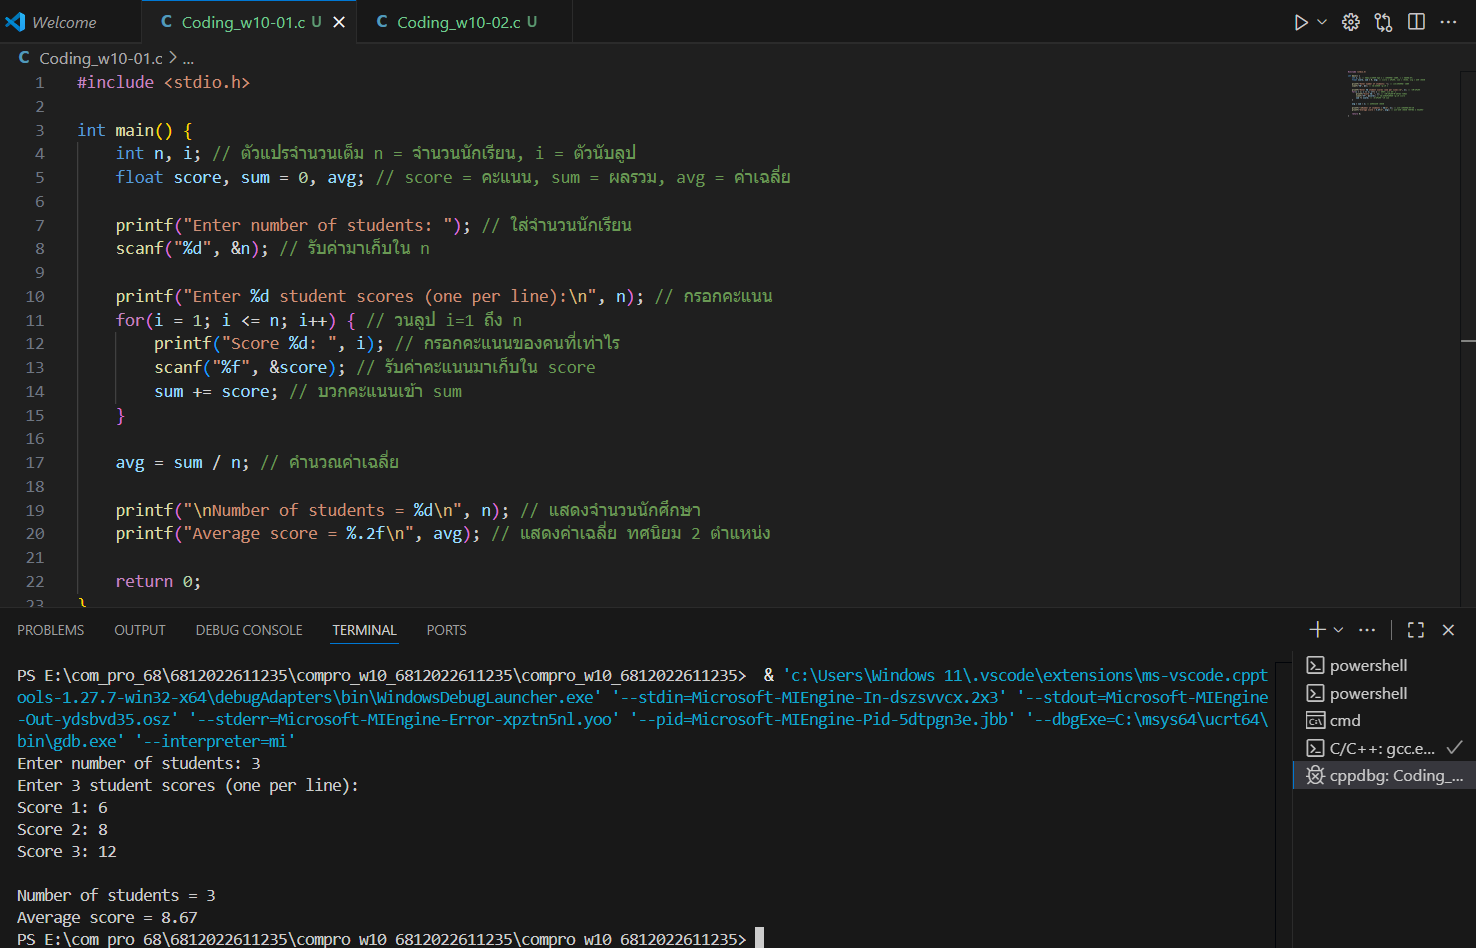 Welcome
C Coding_w10-01.c U
C Coding_w10-02.c U
C Coding_w10-01.c > ...
1 #include <stdio.h>
2
3 int main() {
4 int n, i; // ตัวแปรจำนวนเต็ม n = จำนวนนักเรียน, i = ตัวนับลูป
5 float score, sum = 0, avg; // score = คะแนน, sum = ผลรวม, avg = ค่าเฉลี่ย
6
7 printf("Enter number of students: "); // ใส่จำนวนนักเรียน
8 scanf("%d", &n); // รับค่ามาเก็บใน n
9
10 printf("Enter %d student scores (one per line):\n", n); // กรอกคะแนน
11 for(i = 1; i <= n; i++) { // วนลูป i=1 ถึง n
12 printf("Score %d: ", i); // กรอกคะแนนของคนที่เท่าไร
13 scanf("%f", &score); // รับค่าคะแนนมาเก็บใน score
14 sum += score; // บวกคะแนนเข้า sum
15 }
16
17 avg = sum / n; // คำนวณค่าเฉลี่ย
18
19 printf("\nNumber of students = %d\n", n); // แสดงจำนวนนักศึกษา
20 printf("Average score = %.2f\n", avg); // แสดงค่าเฉลี่ย ทศนิยม 2 ตำแหน่ง
21
22 return 0;
23 }
PROBLEMS OUTPUT DEBUG CONSOLE TERMINAL PORTS
PS E:\com_pro_68\6812022611235\compro_w10_6812022611235\compro_w10_6812022611235> & 'c:\Users\Windows 11\.vscode\extensions\ms-vscode.cppt
ools-1.27.7-win32-x64\debugAdapters\bin\WindowsDebugLauncher.exe' '--stdin=Microsoft-MIEngine-In-dszsvvcx.2x3' '--stdout=Microsoft-MIEngine
-Out-ydsbvd35.osz' '--stderr=Microsoft-MIEngine-Error-xpztn5nl.yoo' '--pid=Microsoft-MIEngine-Pid-5dtpgn3e.jbb' '--dbgExe=C:\msys64\ucrt64\
bin\gdb.exe' '--interpreter=mi'
Enter number of students: 3
Enter 3 student scores (one per line):
Score 1: 6
Score 2: 8
Score 3: 12
Number of students = 3
Average score = 8.67
PS E:\com_pro_68\6812022611235\compro_w10_6812022611235\compro_w10_6812022611235>
powershell
powershell
cmd
C/C++: gcc.e...
cppdbg: Coding_...